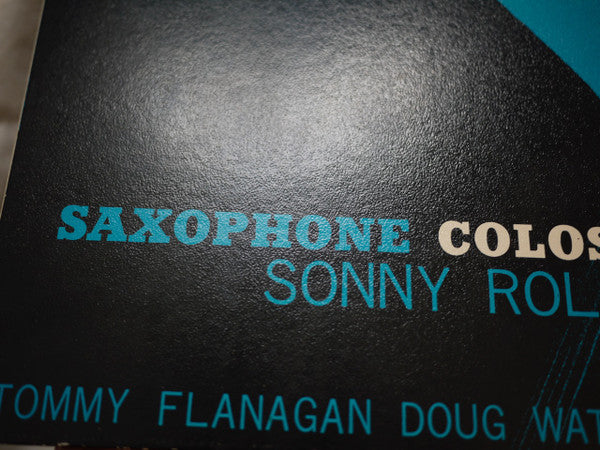 SAXOPHONE COLOS
SONNY ROL
TOMMY FLANAGAN DOUG WAT